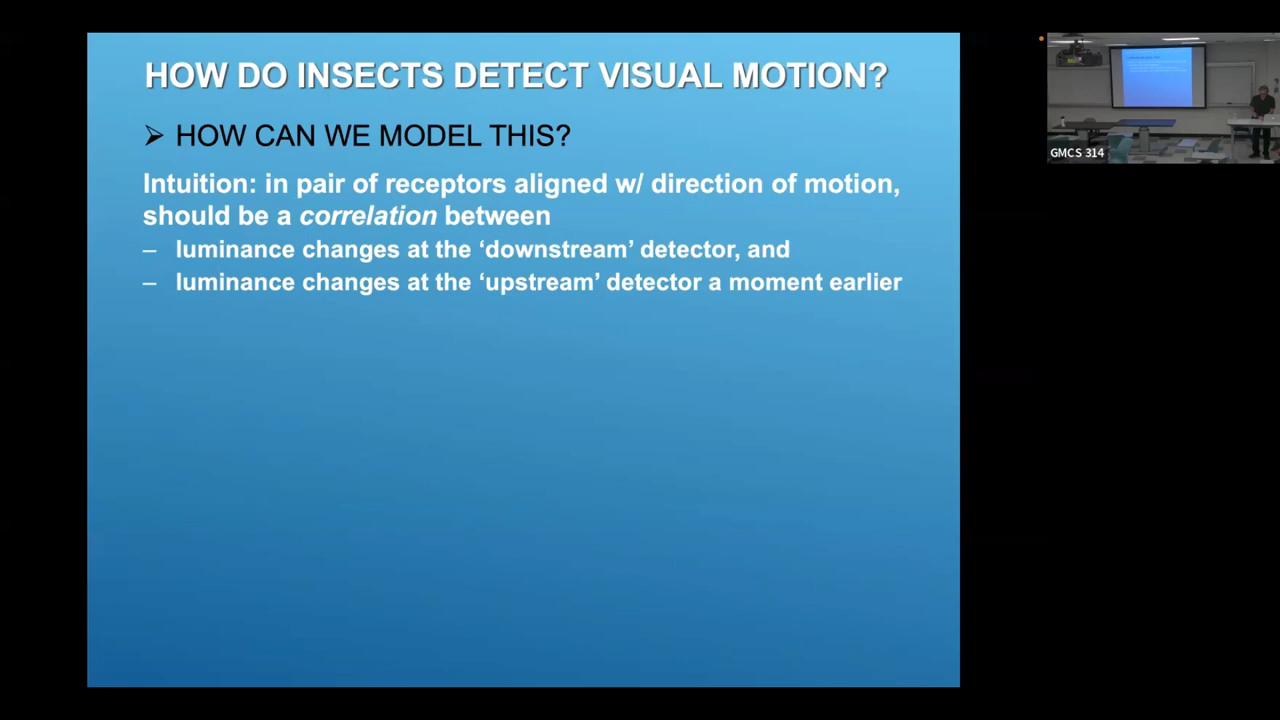 HOW DO INSECTS DETECT VISUAL MOTION?
➢ HOW CAN WE MODEL THIS?
Intuition: in pair of receptors aligned w/ direction of motion,
should be a correlation between
– luminance changes at the ‘downstream’ detector, and
– luminance changes at the ‘upstream’ detector a moment earlier
GMCS 314